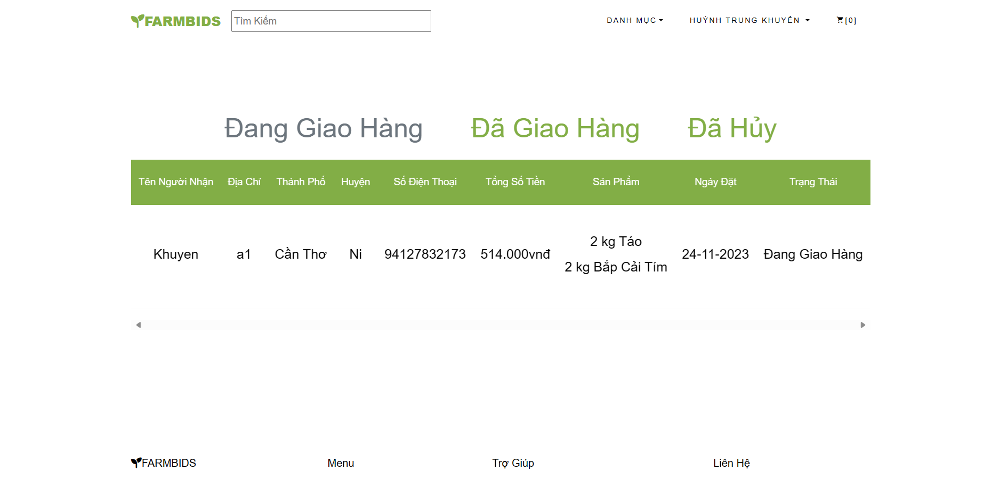 FARMBIDS
Tìm Kiếm
DANH MỤC
HUỲNH TRUNG KHUYẾN
[0]
Đang Giao Hàng
Đã Giao Hàng
Đã Hủy
Tên Người Nhận
Địa Chỉ
Thành Phố
Huyện
Số Điện Thoại
Tổng Số Tiền
Sản Phẩm
Ngày Đặt
Trạng Thái
Khuyen
a1
Cần Thơ
Ni
94127832173
514.000vnđ
2 kg Táo
2 kg Bắp Cải Tím
24-11-2023
Đang Giao Hàng
FARMBIDS
Menu
Trợ Giúp
Liên Hệ